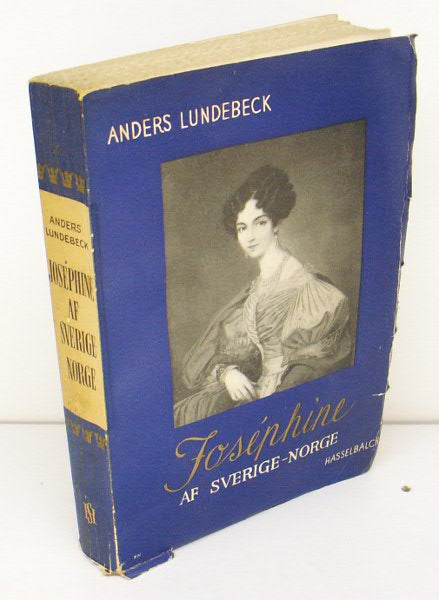 ANDERS LUNDEBECK
Joséphine
AF SVERIGE-NORGE
HASSELBALCH
ANDERS
LUNDEBECK
JOSÉPHINE
AF
SVERIGE
NORGE